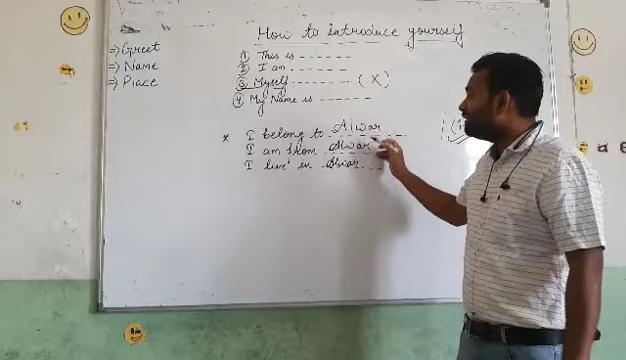 How to introduce yourself
⇒ Greet
⇒ Name
⇒ Place
① This is ------
② I am ------
③ Myself ------ (X)
④ My Name is ------
* I belong to Alwar
I am from Alwar
I live in Alwar